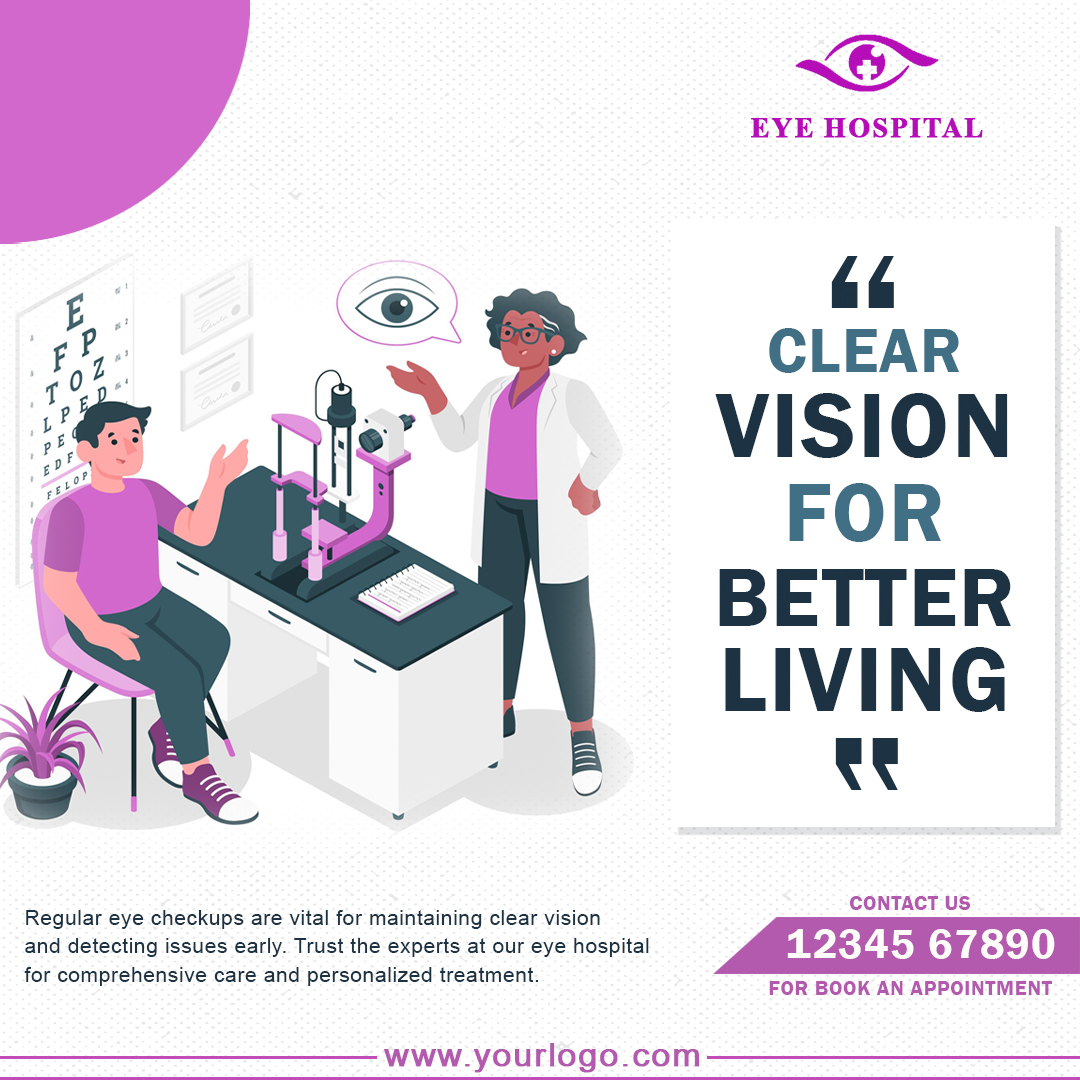 EYE HOSPITAL
CLEAR
VISION
FOR
BETTER
LIVING
E
F P
T O Z
L P E D
P E C
E D F
F E L O P
Regular eye checkups are vital for maintaining clear vision
and detecting issues early. Trust the experts at our eye hospital
for comprehensive care and personalized treatment.
CONTACT US
12345 67890
FOR BOOK AN APPOINTMENT
www.yourlogo.com